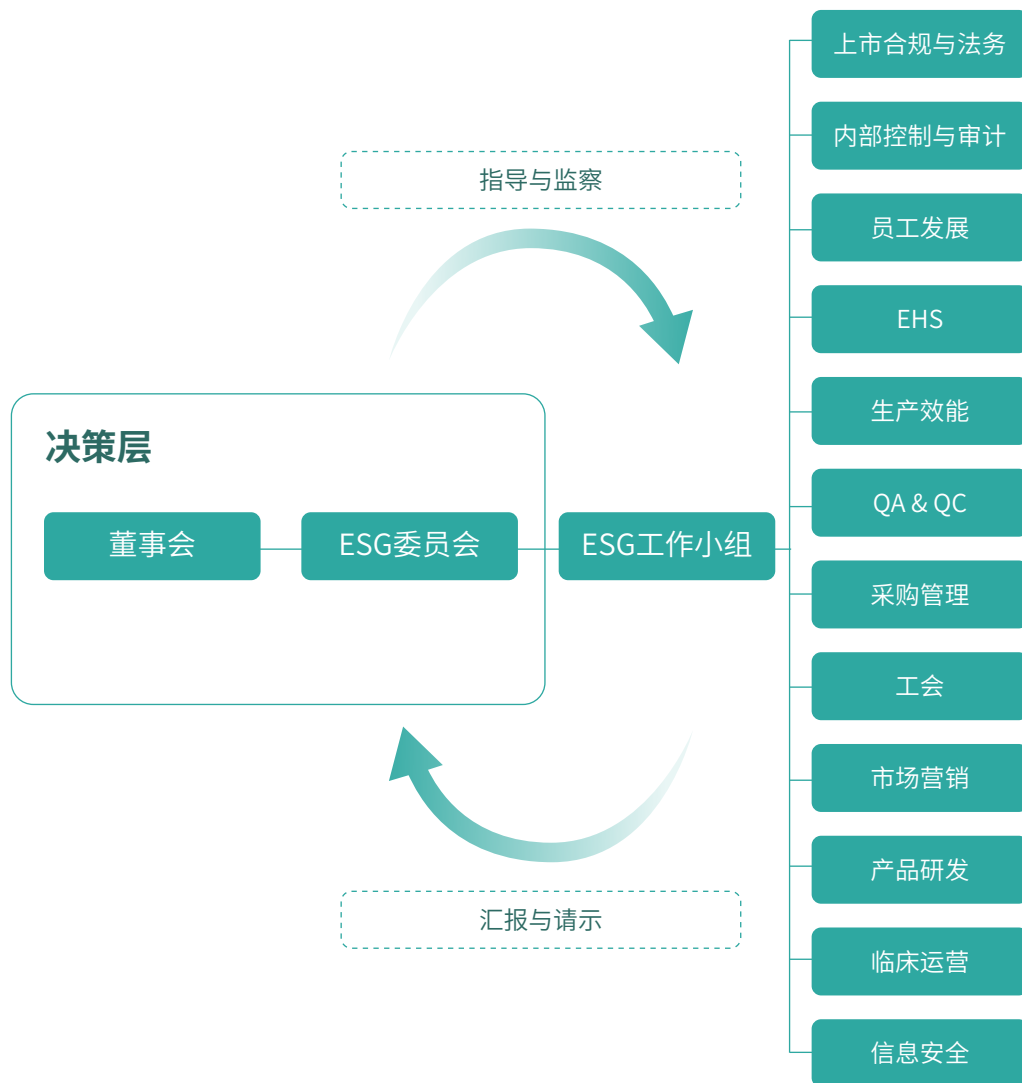 指导与监察
决策层
董事会
ESG委员会
ESG工作小组
汇报与请示
上市合规与法务
内部控制与审计
员工发展
EHS
生产效能
QA & QC
采购管理
工会
市场营销
产品研发
临床运营
信息安全